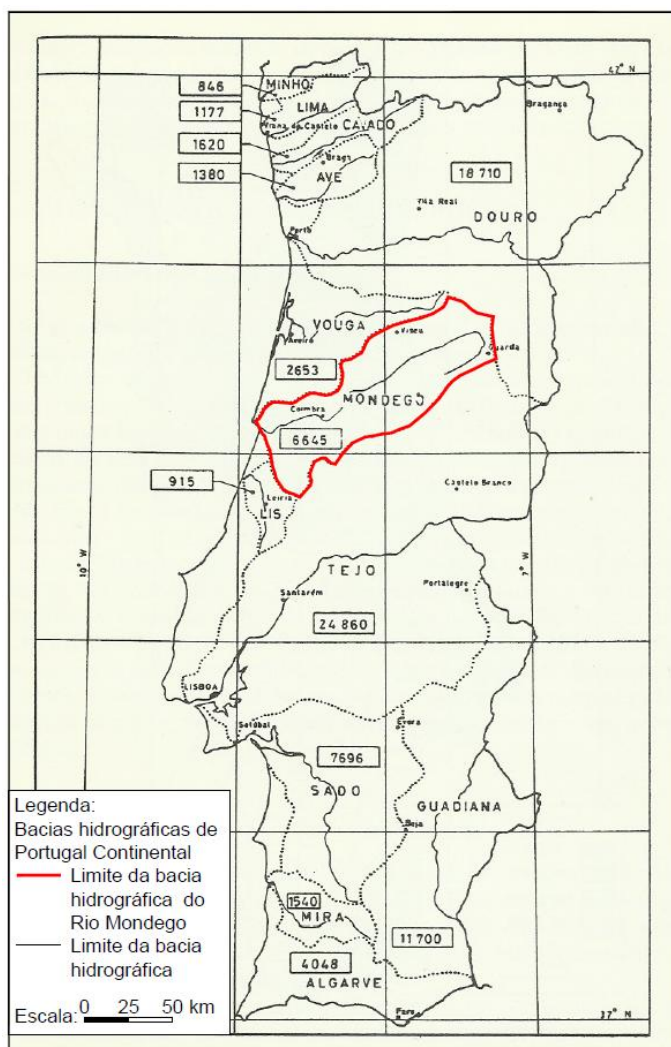 42° N
MINHO
846
LIMA
1177
Viana do Castelo
CAVADO
1620
Braga
1380
AVE
Bragança
18 710
Vila Real
DOURO
Porto
VOUGA
Aveiro
Viseu
Guarda
2653
MONDEGO
Coimbra
6645
915
Leiria
LIS
Castelo Branco
10° W
7° W
TEJO
Portalegre
Santarém
24 860
LISBOA
Setúbal
Évora
7696
SADO
GUADIANA
Beja
1540
MIRA
11 700
4048
ALGARVE
Faro
37° N
Legenda:
Bacias hidrográficas de
Portugal Continental
Limite da bacia
hidrográfica do
Rio Mondego
Limite da bacia
hidrográfica
Escala: 0 25 50 km